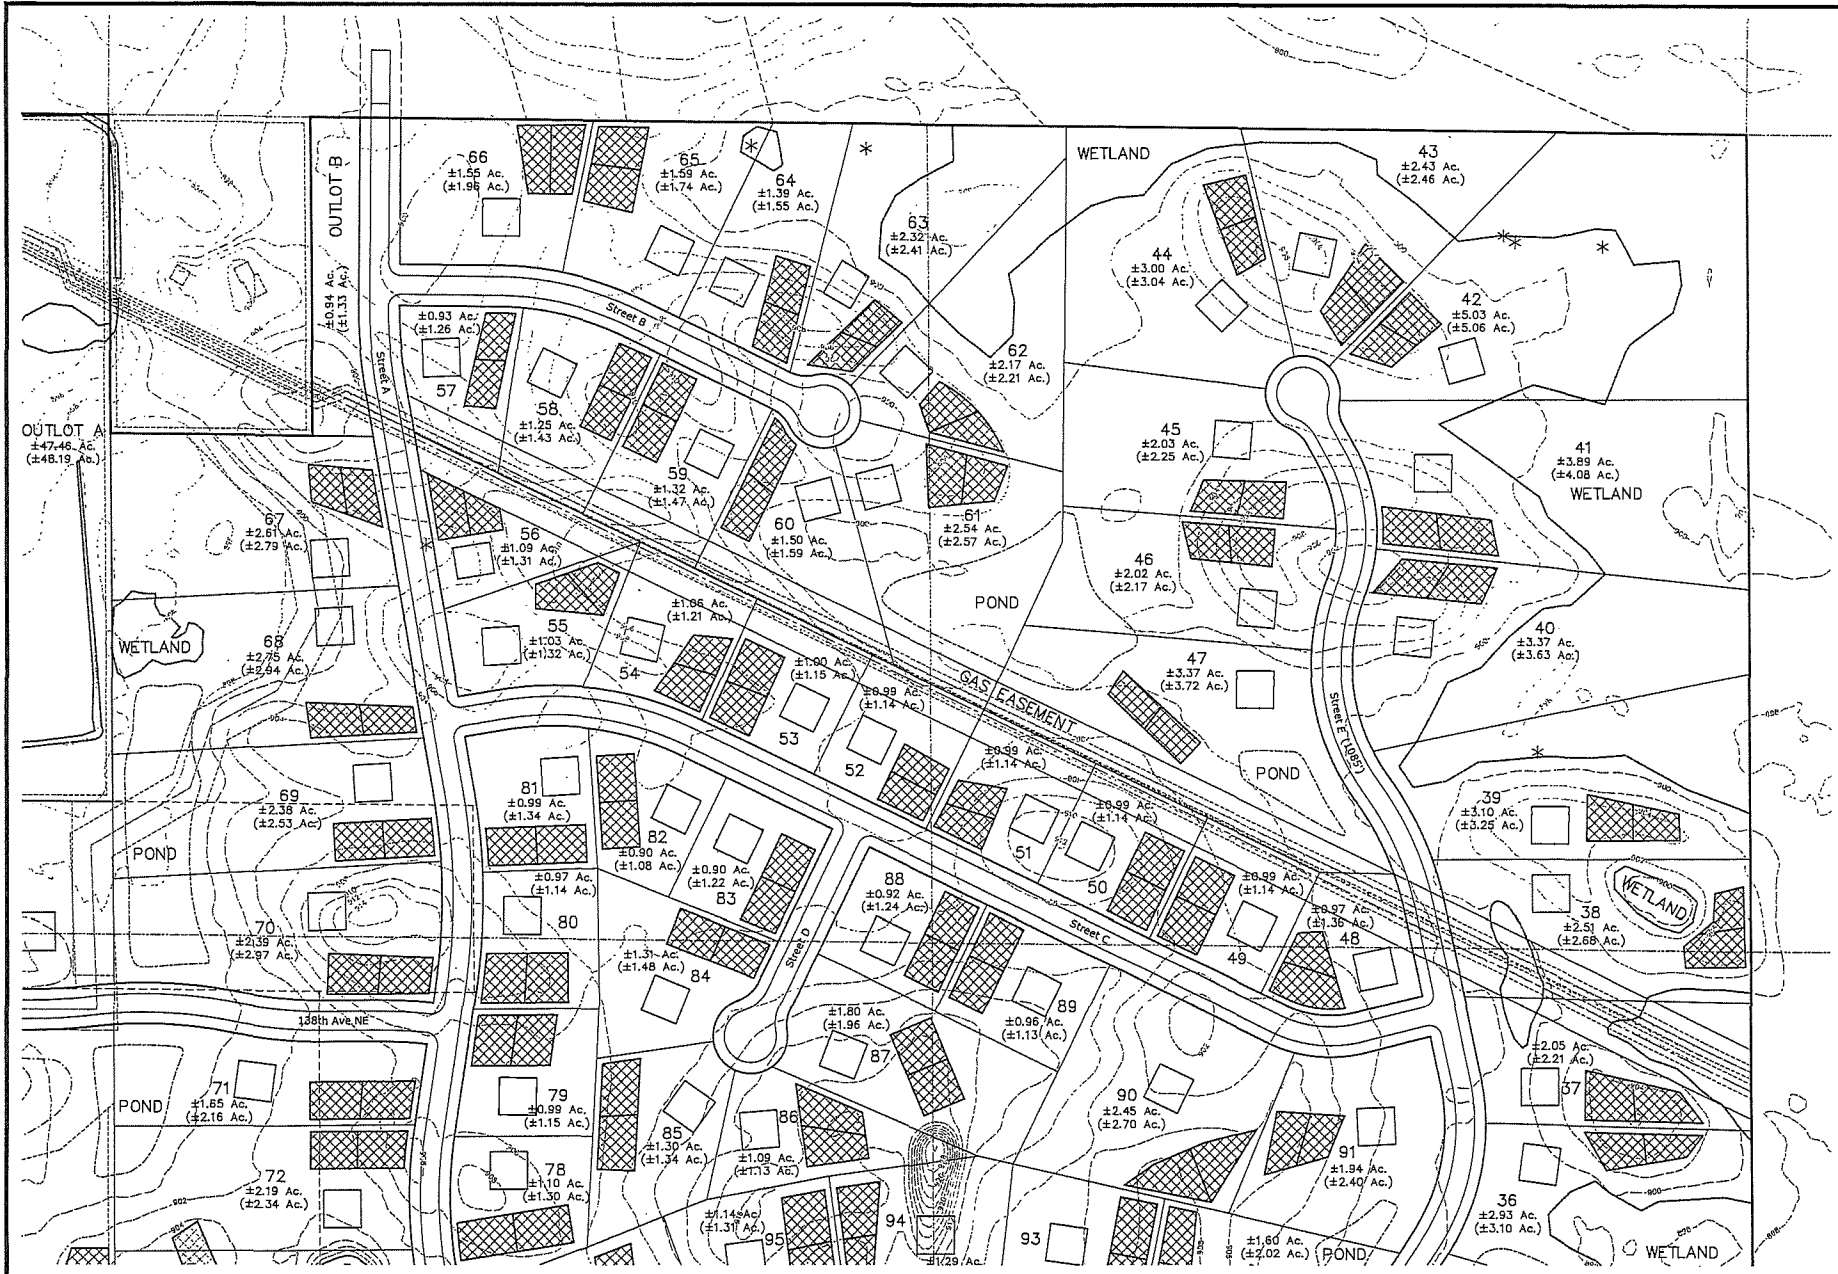 OUTLOT B
±0.94 Ac.
(±1.33 Ac.)
66
±1.55 Ac.
(±1.96 Ac.)
65
±1.59 Ac.
(±1.74 Ac.)
64
±1.39 Ac.
(±1.55 Ac.)
63
±2.32 Ac.
(±2.41 Ac.)
WETLAND
43
±2.43 Ac.
(±2.46 Ac.)
44
±3.00 Ac.
(±3.04 Ac.)
42
±5.03 Ac.
(±5.06 Ac.)
62
±2.17 Ac.
(±2.21 Ac.)
Street B
Street A
±0.93 Ac.
(±1.26 Ac.)
57
58
±1.25 Ac.
(±1.43 Ac.)
OUTLOT A
±47.46 Ac.
(±48.19 Ac.)
59
±1.32 Ac.
(±1.47 Ac.)
60
±1.50 Ac.
(±1.59 Ac.)
61
±2.54 Ac.
(±2.57 Ac.)
45
±2.03 Ac.
(±2.25 Ac.)
41
±3.89 Ac.
(±4.08 Ac.)
WETLAND
67
±2.61 Ac.
(±2.79 Ac.)
56
±1.09 Ac.
(±1.31 Ac.)
46
±2.02 Ac.
(±2.17 Ac.)
POND
WETLAND
68
±2.75 Ac.
(±2.94 Ac.)
55
±1.03 Ac.
(±1.32 Ac.)
±1.06 Ac.
(±1.21 Ac.)
54
40
±3.37 Ac.
(±3.63 Ac.)
47
±3.37 Ac.
(±3.72 Ac.)
GAS EASEMENT
±1.00 Ac.
(±1.15 Ac.)
53
±0.99 Ac.
(±1.14 Ac.)
52
Street E (1085')
±0.99 Ac.
(±1.14 Ac.)
51
POND
69
±2.38 Ac.
(±2.53 Ac.)
POND
81
±0.99 Ac.
(±1.34 Ac.)
82
±0.90 Ac.
(±1.08 Ac.)
±0.90 Ac.
(±1.22 Ac.)
83
±0.99 Ac.
(±1.14 Ac.)
50
39
±3.10 Ac.
(±3.25 Ac.)
±0.97 Ac.
(±1.14 Ac.)
80
88
±0.92 Ac.
(±1.24 Ac.)
±0.99 Ac.
(±1.14 Ac.)
49
±0.97 Ac.
(±1.36 Ac.)
48
WETLAND
38
±2.51 Ac.
(±2.68 Ac.)
70
±2.39 Ac.
(±2.97 Ac.)
Street D
Street C
±1.31 Ac.
(±1.48 Ac.)
84
138th Ave NE
±1.80 Ac.
(±1.96 Ac.)
87
89
±0.96 Ac.
(±1.13 Ac.)
±2.05 Ac.
(±2.21 Ac.)
37
POND
71
±1.65 Ac.
(±2.16 Ac.)
79
±0.99 Ac.
(±1.15 Ac.)
85
±1.30 Ac.
(±1.34 Ac.)
86
±1.09 Ac.
(±1.13 Ac.)
90
±2.45 Ac.
(±2.70 Ac.)
91
±1.94 Ac.
(±2.40 Ac.)
72
±2.19 Ac.
(±2.34 Ac.)
78
±1.10 Ac.
(±1.30 Ac.)
±1.14 Ac.
(±1.31 Ac.)
95
94
±1.29 Ac.
93
±1.60 Ac.
(±2.02 Ac.)
POND
36
±2.93 Ac.
(±3.10 Ac.)
WETLAND